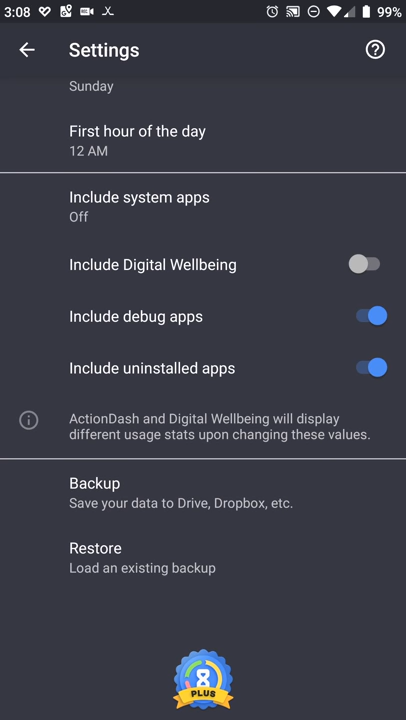 3:08
REC
99%
Settings
Sunday
First hour of the day
12 AM
Include system apps
Off
Include Digital Wellbeing
Include debug apps
Include uninstalled apps
ActionDash and Digital Wellbeing will display
different usage stats upon changing these values.
Backup
Save your data to Drive, Dropbox, etc.
Restore
Load an existing backup
8
PLUS